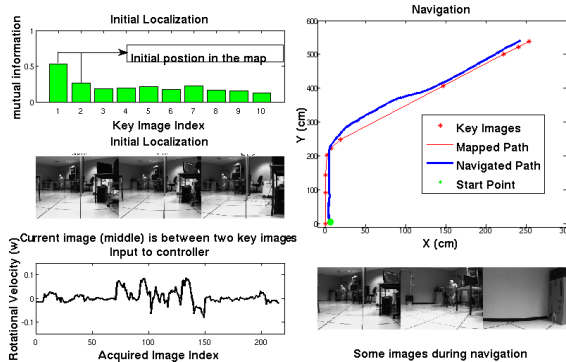 Initial Localization
mutual information
1
0.5
0
Initial postion in the map
1 2 3 4 5 6 7 8 9 10
Key Image Index
Initial Localization
Current image (middle) is between two key images
Input to controller
Rotational Velocity (w)
0.1
0
-0.1
0 50 100 150 200
Acquired Image Index
Navigation
Y (cm)
600
500
400
300
200
100
0
Key Images
Mapped Path
Navigated Path
Start Point
0 50 100 150 200 250 300
X (cm)
Some images during navigation